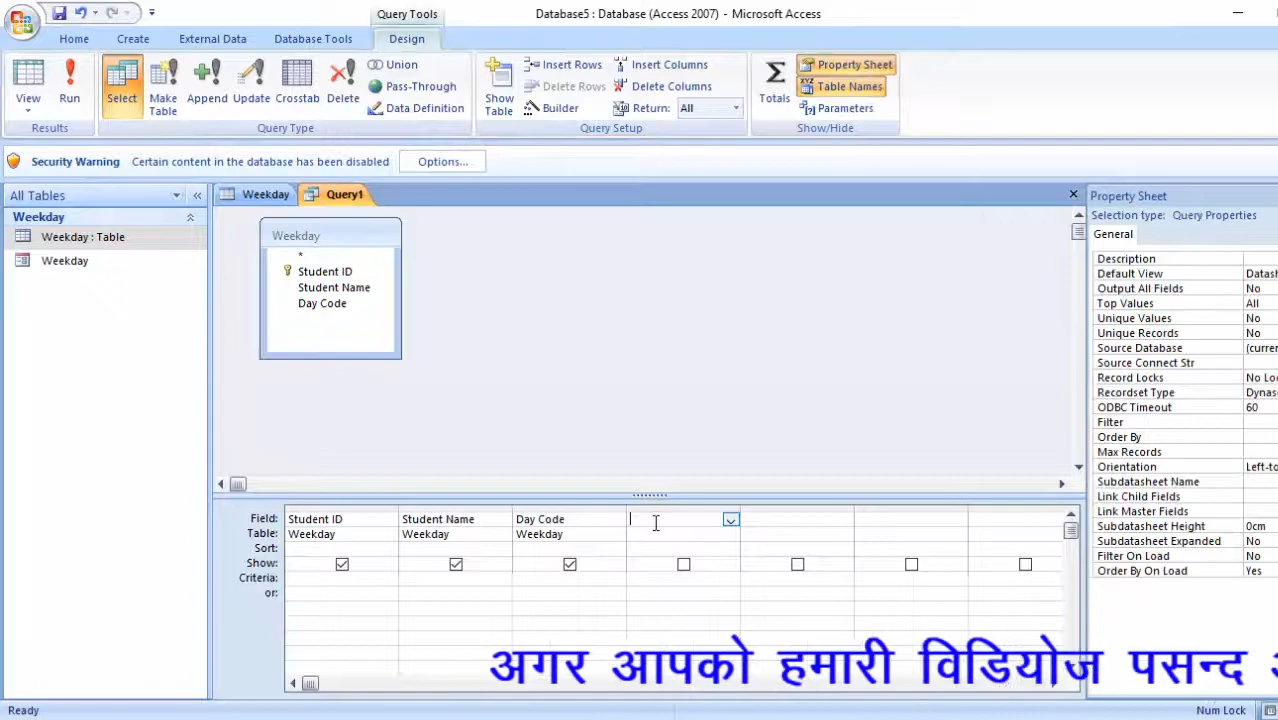 Query Tools
Database5 : Database (Access 2007) - Microsoft Access
Home Create External Data Database Tools Design
View Run Select Make Table Append Update Crosstab Delete
Union
Pass-Through
Data Definition
Show Table
Insert Rows
Delete Rows
Builder
Insert Columns
Delete Columns
Return: All
Totals
Property Sheet
Table Names
Parameters
Results Query Type Query Setup Show/Hide
Security Warning Certain content in the database has been disabled Options...
All Tables
Weekday
Weekday : Table
Weekday
Weekday Query1
Weekday
*
Student ID
Student Name
Day Code
Field: Student ID Student Name Day Code
Table: Weekday Weekday Weekday
Sort:
Show:
Criteria:
or:
Property Sheet
Selection type: Query Properties
General
Description
Default View Datash
Output All Fields No
Top Values All
Unique Values No
Unique Records No
Source Database (curren
Source Connect Str
Record Locks No Lo
Recordset Type Dynas
ODBC Timeout 60
Filter
Order By
Max Records
Orientation Left-to
Subdatasheet Name
Link Child Fields
Link Master Fields
Subdatasheet Height 0cm
Subdatasheet Expanded No
Filter On Load No
Order By On Load Yes
अगर आपको हमारी विडियोज पसन्द
Ready Num Lock